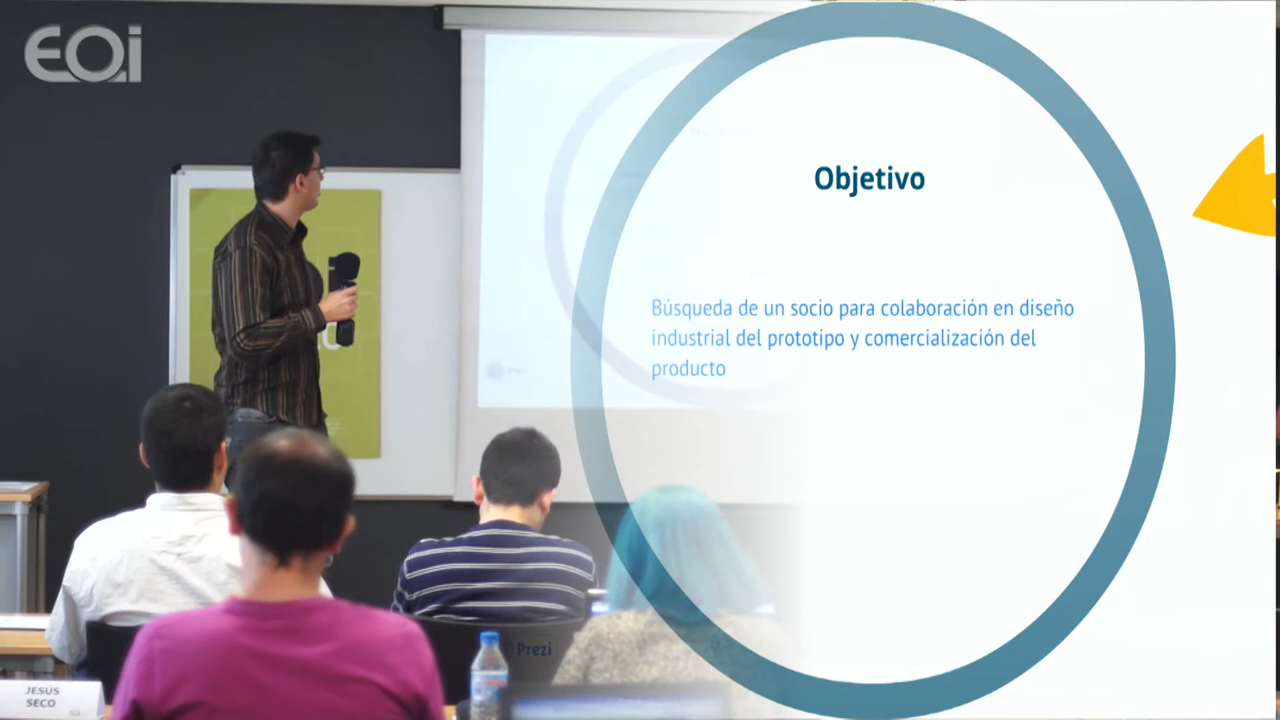 EOi
Objetivo
Búsqueda de un socio para colaboración en diseño
industrial del prototipo y comercialización del
producto
Prezi
Prezi
JESUS
SECO